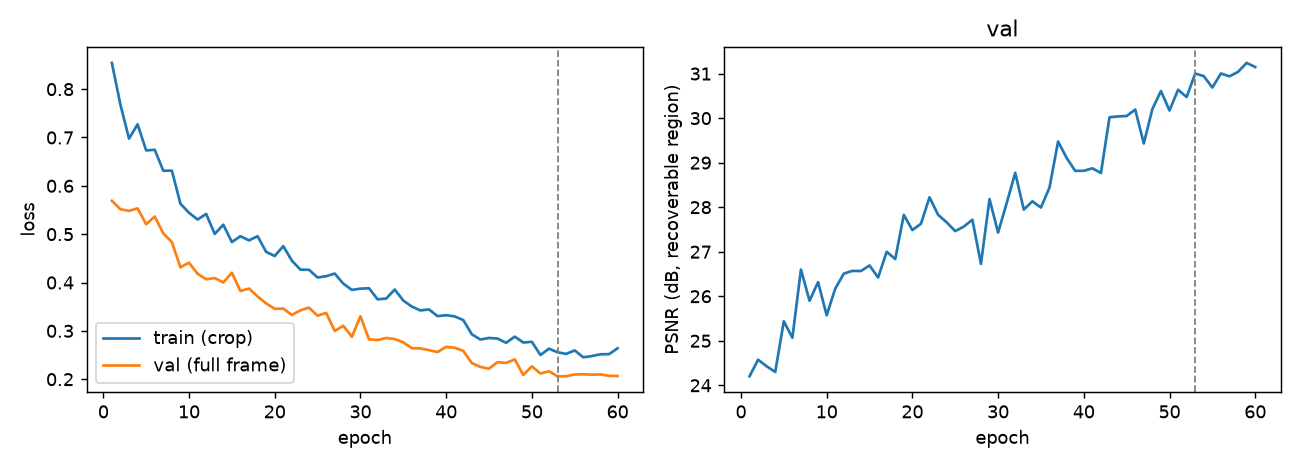 loss
0.8
0.7
0.6
0.5
0.4
0.3
0.2
train (crop)
val (full frame)
0 10 20 30 40 50 60
epoch
val
PSNR (dB, recoverable region)
31
30
29
28
27
26
25
24
0 10 20 30 40 50 60
epoch